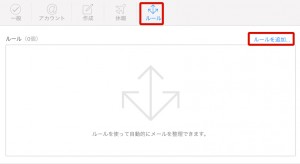 一般 アカウント 作成 休暇 ルール
ルール (0個) ルールを追加...
ルールを使って自動的にメールを整理できます。